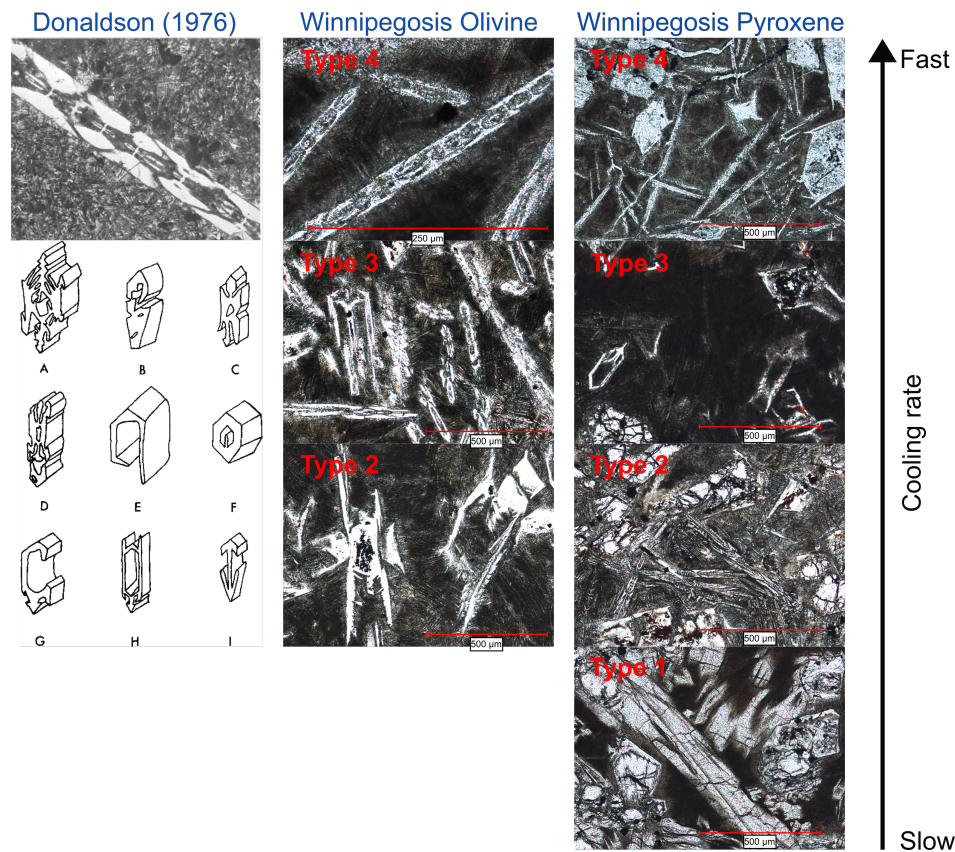 Donaldson (1976)
Winnipegosis Olivine
Winnipegosis Pyroxene
Type 4
250 µm
Type 4
500 µm
Fast
A B C
D E F
G H I
Type 3
500 µm
Type 3
500 µm
Cooling rate
Type 2
500 µm
Type 2
500 µm
Type 1
500 µm
Slow